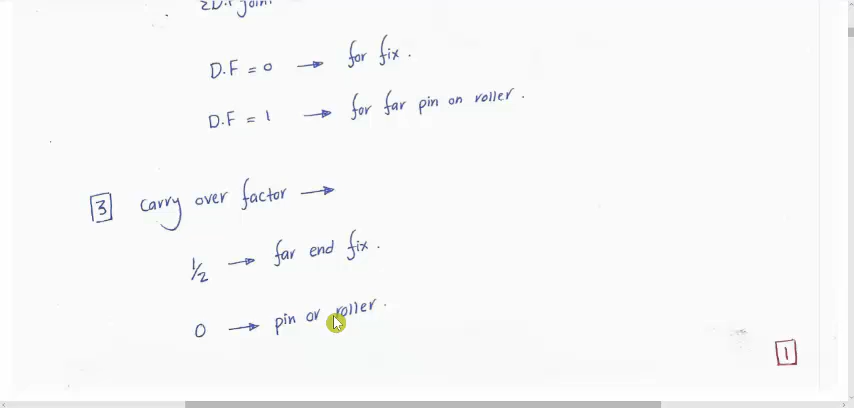 D.F = 0 → for fix.
D.F = 1 → for far pin on roller.
3 Carry over factor →
1/2 → far end fix.
0 → pin or roller.
1